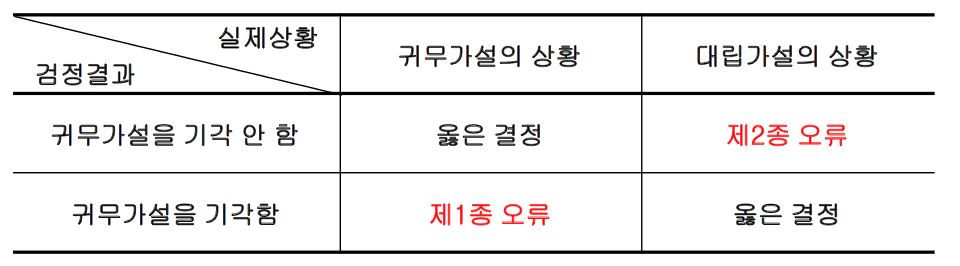 실제상황
검정결과
귀무가설의 상황
대립가설의 상황
귀무가설을 기각 안 함
옳은 결정
제2종 오류
귀무가설을 기각함
제1종 오류
옳은 결정